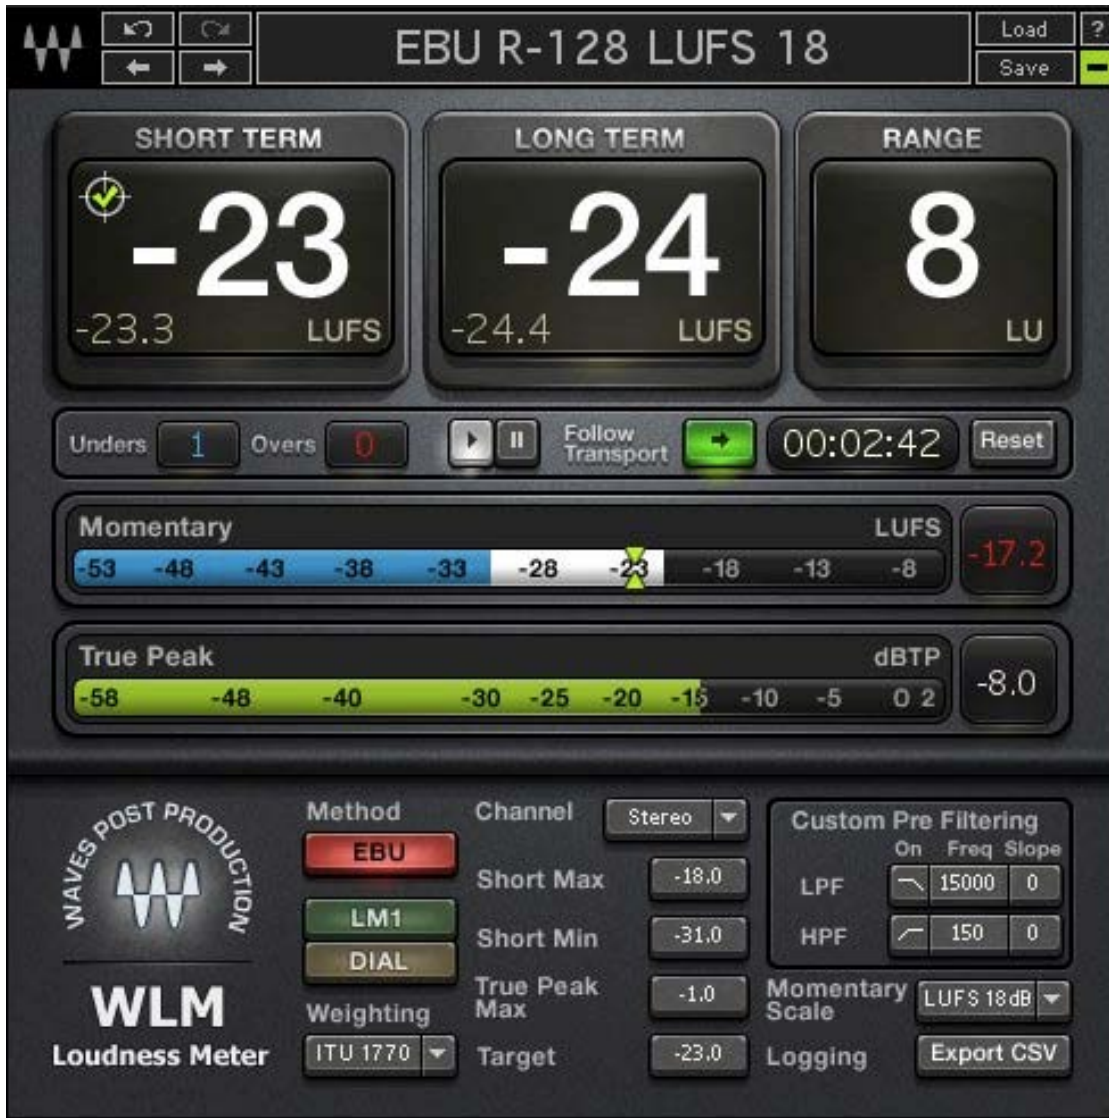 EBU R-128 LUFS 18
Load
?
Save
SHORT TERM
-23
-23.3 LUFS
LONG TERM
-24
-24.4 LUFS
RANGE
8
LU
Unders 1 Overs 0 Follow Transport 00:02:42 Reset
Momentary LUFS
-53 -48 -43 -38 -33 -28 -23 -18 -13 -8
-17.2
True Peak dBTP
-58 -48 -40 -30 -25 -20 -15 -10 -5 0 2
-8.0
WAVES POST PRODUCTION
WLM
Loudness Meter
Method
EBU
LM1
DIAL
Weighting
ITU 1770
Channel Stereo
Short Max -18.0
Short Min -31.0
True Peak Max -1.0
Target -23.0
Custom Pre Filtering
On Freq Slope
LPF 15000 0
HPF 150 0
Momentary Scale LUFS 18dB
Logging Export CSV